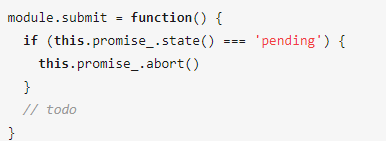 module.submit = function() {
  if (this.promise_.state() === 'pending') {
    this.promise_.abort()
  }
  // todo
}